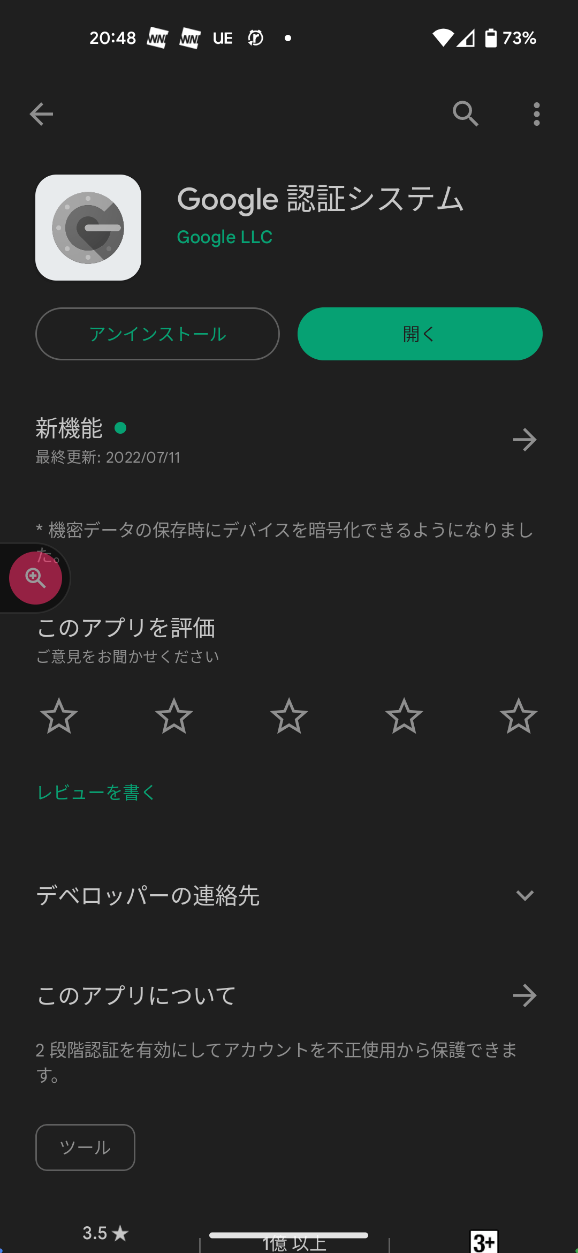 20:48 UE 73%
Google 認証システム
Google LLC
アンインストール 開く
新機能
最終更新: 2022/07/11
* 機密データの保存時にデバイスを暗号化できるようになりまし
た。
このアプリを評価
ご意見をお聞かせください
レビューを書く
デベロッパーの連絡先
このアプリについて
2 段階認証を有効にしてアカウントを不正使用から保護できま
す。
ツール
3.5★ 1億 以上 3+